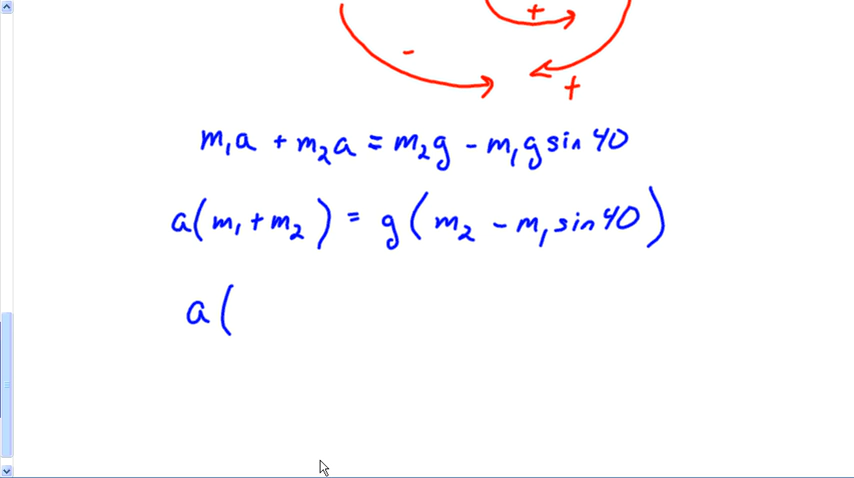 +
-
+
m₁a + m₂a = m₂g - m₁g sin 40
a(m₁ + m₂) = g(m₂ - m₁ sin 40)
a(